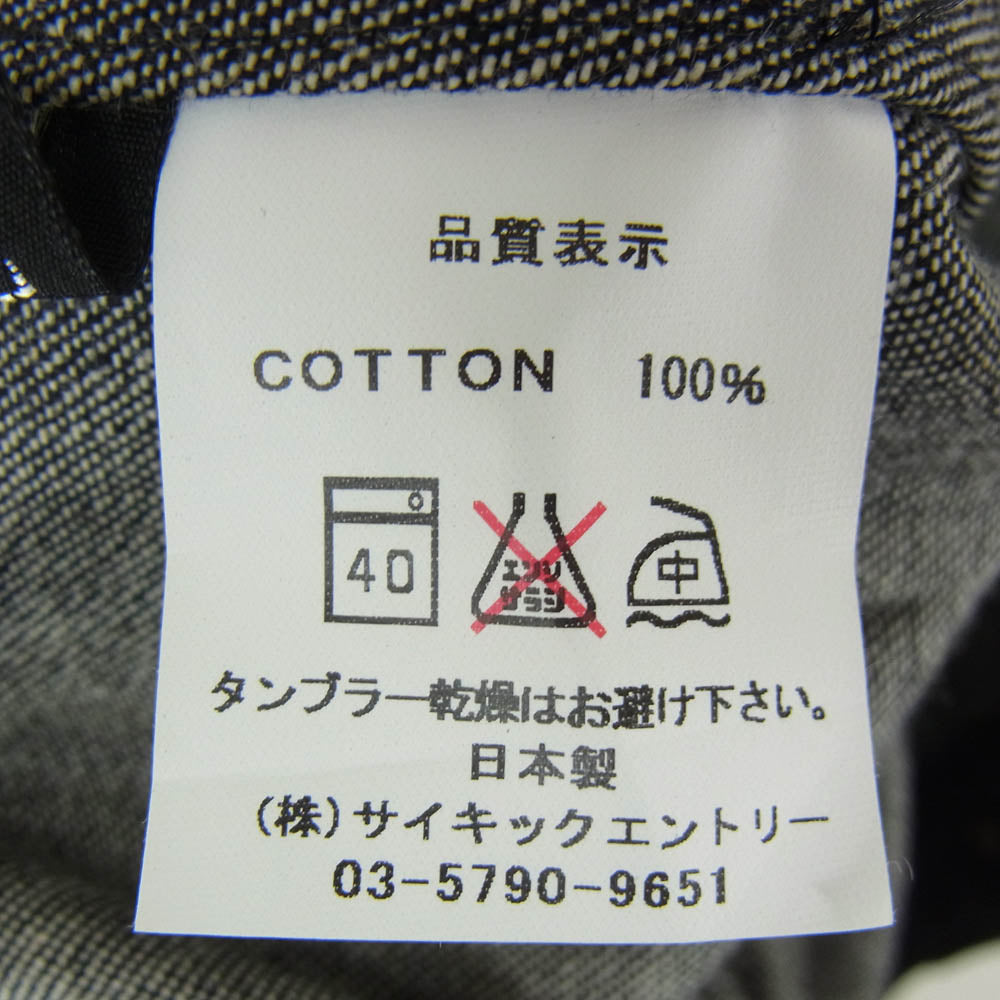 品質表示
COTTON 100%
40 エンソサラシ 中
タンブラー乾燥はお避け下さい。
日本製
(株)サイキックエントリー
03-5790-9651